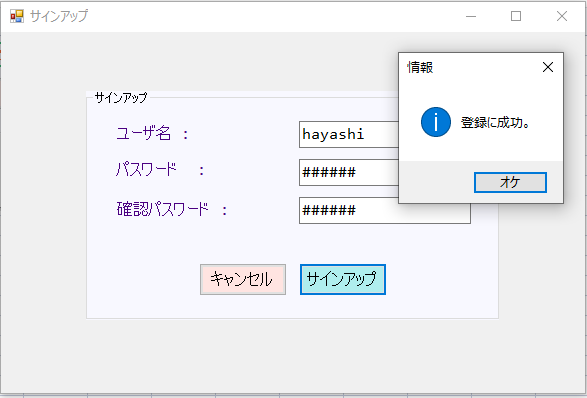 サインアップ
情報
登録に成功。
オケ
サインアップ
ユーザ名 :
hayashi
パスワード :
######
確認パスワード :
######
キャンセル
サインアップ